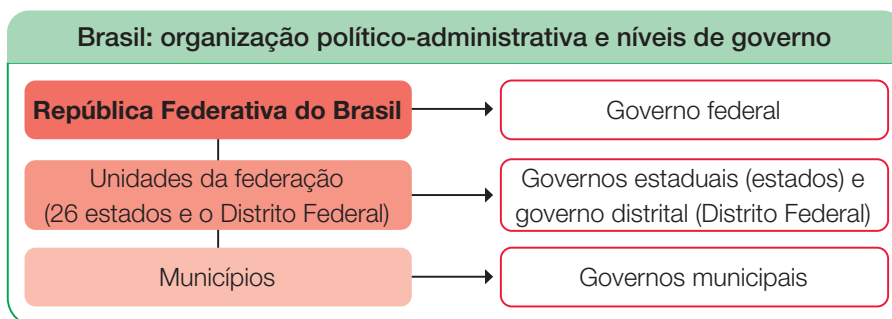 Brasil: organização político-administrativa e níveis de governo
República Federativa do Brasil
Governo federal
Unidades da federação
(26 estados e o Distrito Federal)
Governos estaduais (estados) e
governo distrital (Distrito Federal)
Municípios
Governos municipais